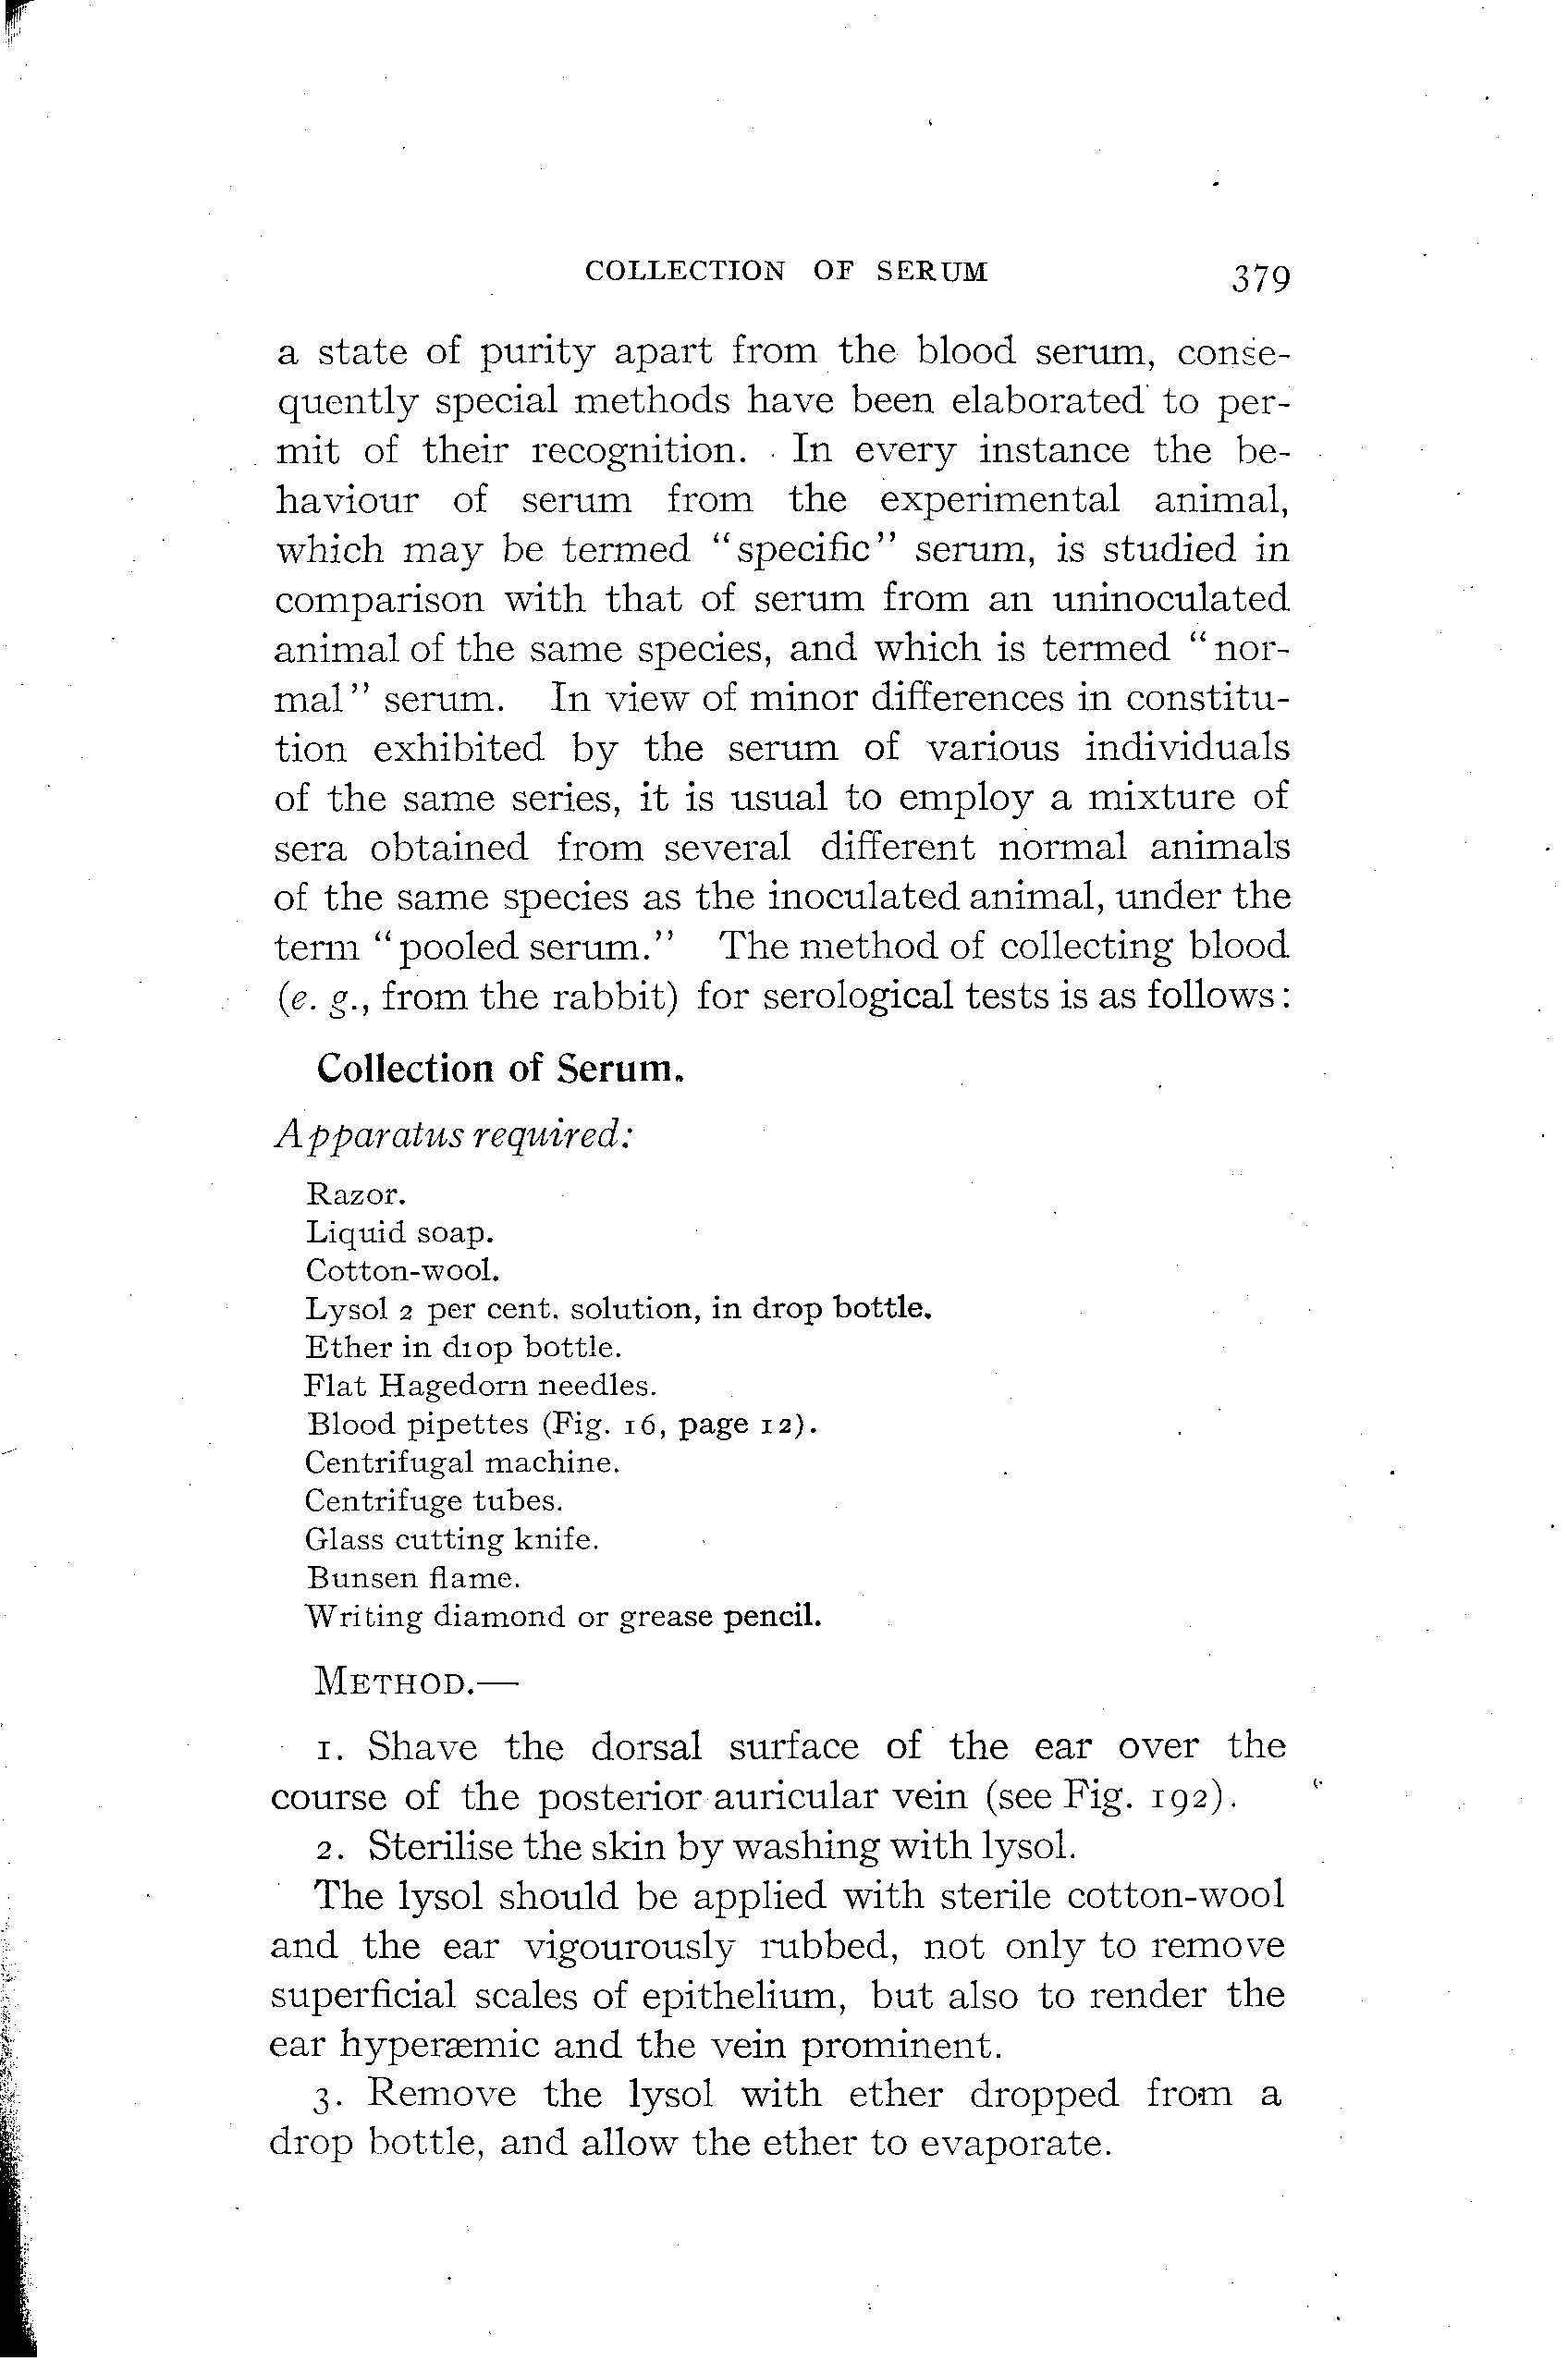 COLLECTION OF SERUM 379
a state of purity apart from the blood serum, conse-
quently special methods have been elaborated to per-
mit of their recognition. In every instance the be-
haviour of serum from the experimental animal,
which may be termed "specific" serum, is studied in
comparison with that of serum from an uninoculated
animal of the same species, and which is termed "nor-
mal" serum. In view of minor differences in constitu-
tion exhibited by the serum of various individuals
of the same series, it is usual to employ a mixture of
sera obtained from several different normal animals
of the same species as the inoculated animal, under the
term "pooled serum." The method of collecting blood
(e. g., from the rabbit) for serological tests is as follows:
Collection of Serum.
Apparatus required:
Razor.
Liquid soap.
Cotton-wool.
Lysol 2 per cent. solution, in drop bottle.
Ether in drop bottle.
Flat Hagedorn needles.
Blood pipettes (Fig. 16, page 12).
Centrifugal machine.
Centrifuge tubes.
Glass cutting knife.
Bunsen flame.
Writing diamond or grease pencil.
METHOD.—
1. Shave the dorsal surface of the ear over the
course of the posterior auricular vein (see Fig. 192).
2. Sterilise the skin by washing with lysol.
The lysol should be applied with sterile cotton-wool
and the ear vigourously rubbed, not only to remove
superficial scales of epithelium, but also to render the
ear hyperæmic and the vein prominent.
3. Remove the lysol with ether dropped from a
drop bottle, and allow the ether to evaporate.